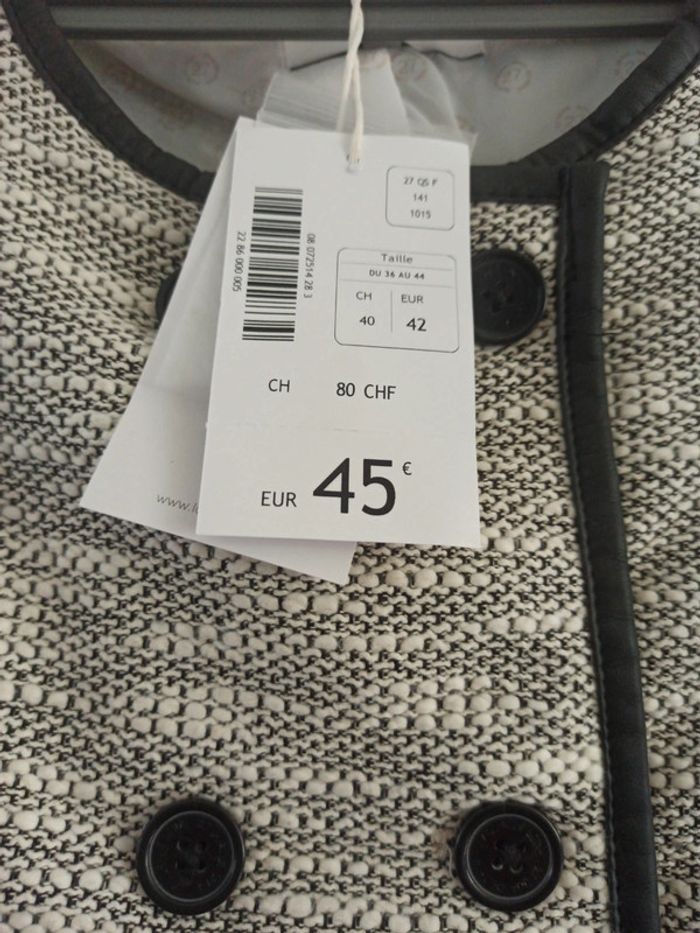 27 QS F
141
1015
Taille
DU 36 AU 44
CH EUR
40 42
08 072514 28 3
22 86 000 005
CH 80 CHF
EUR 45 €
www.